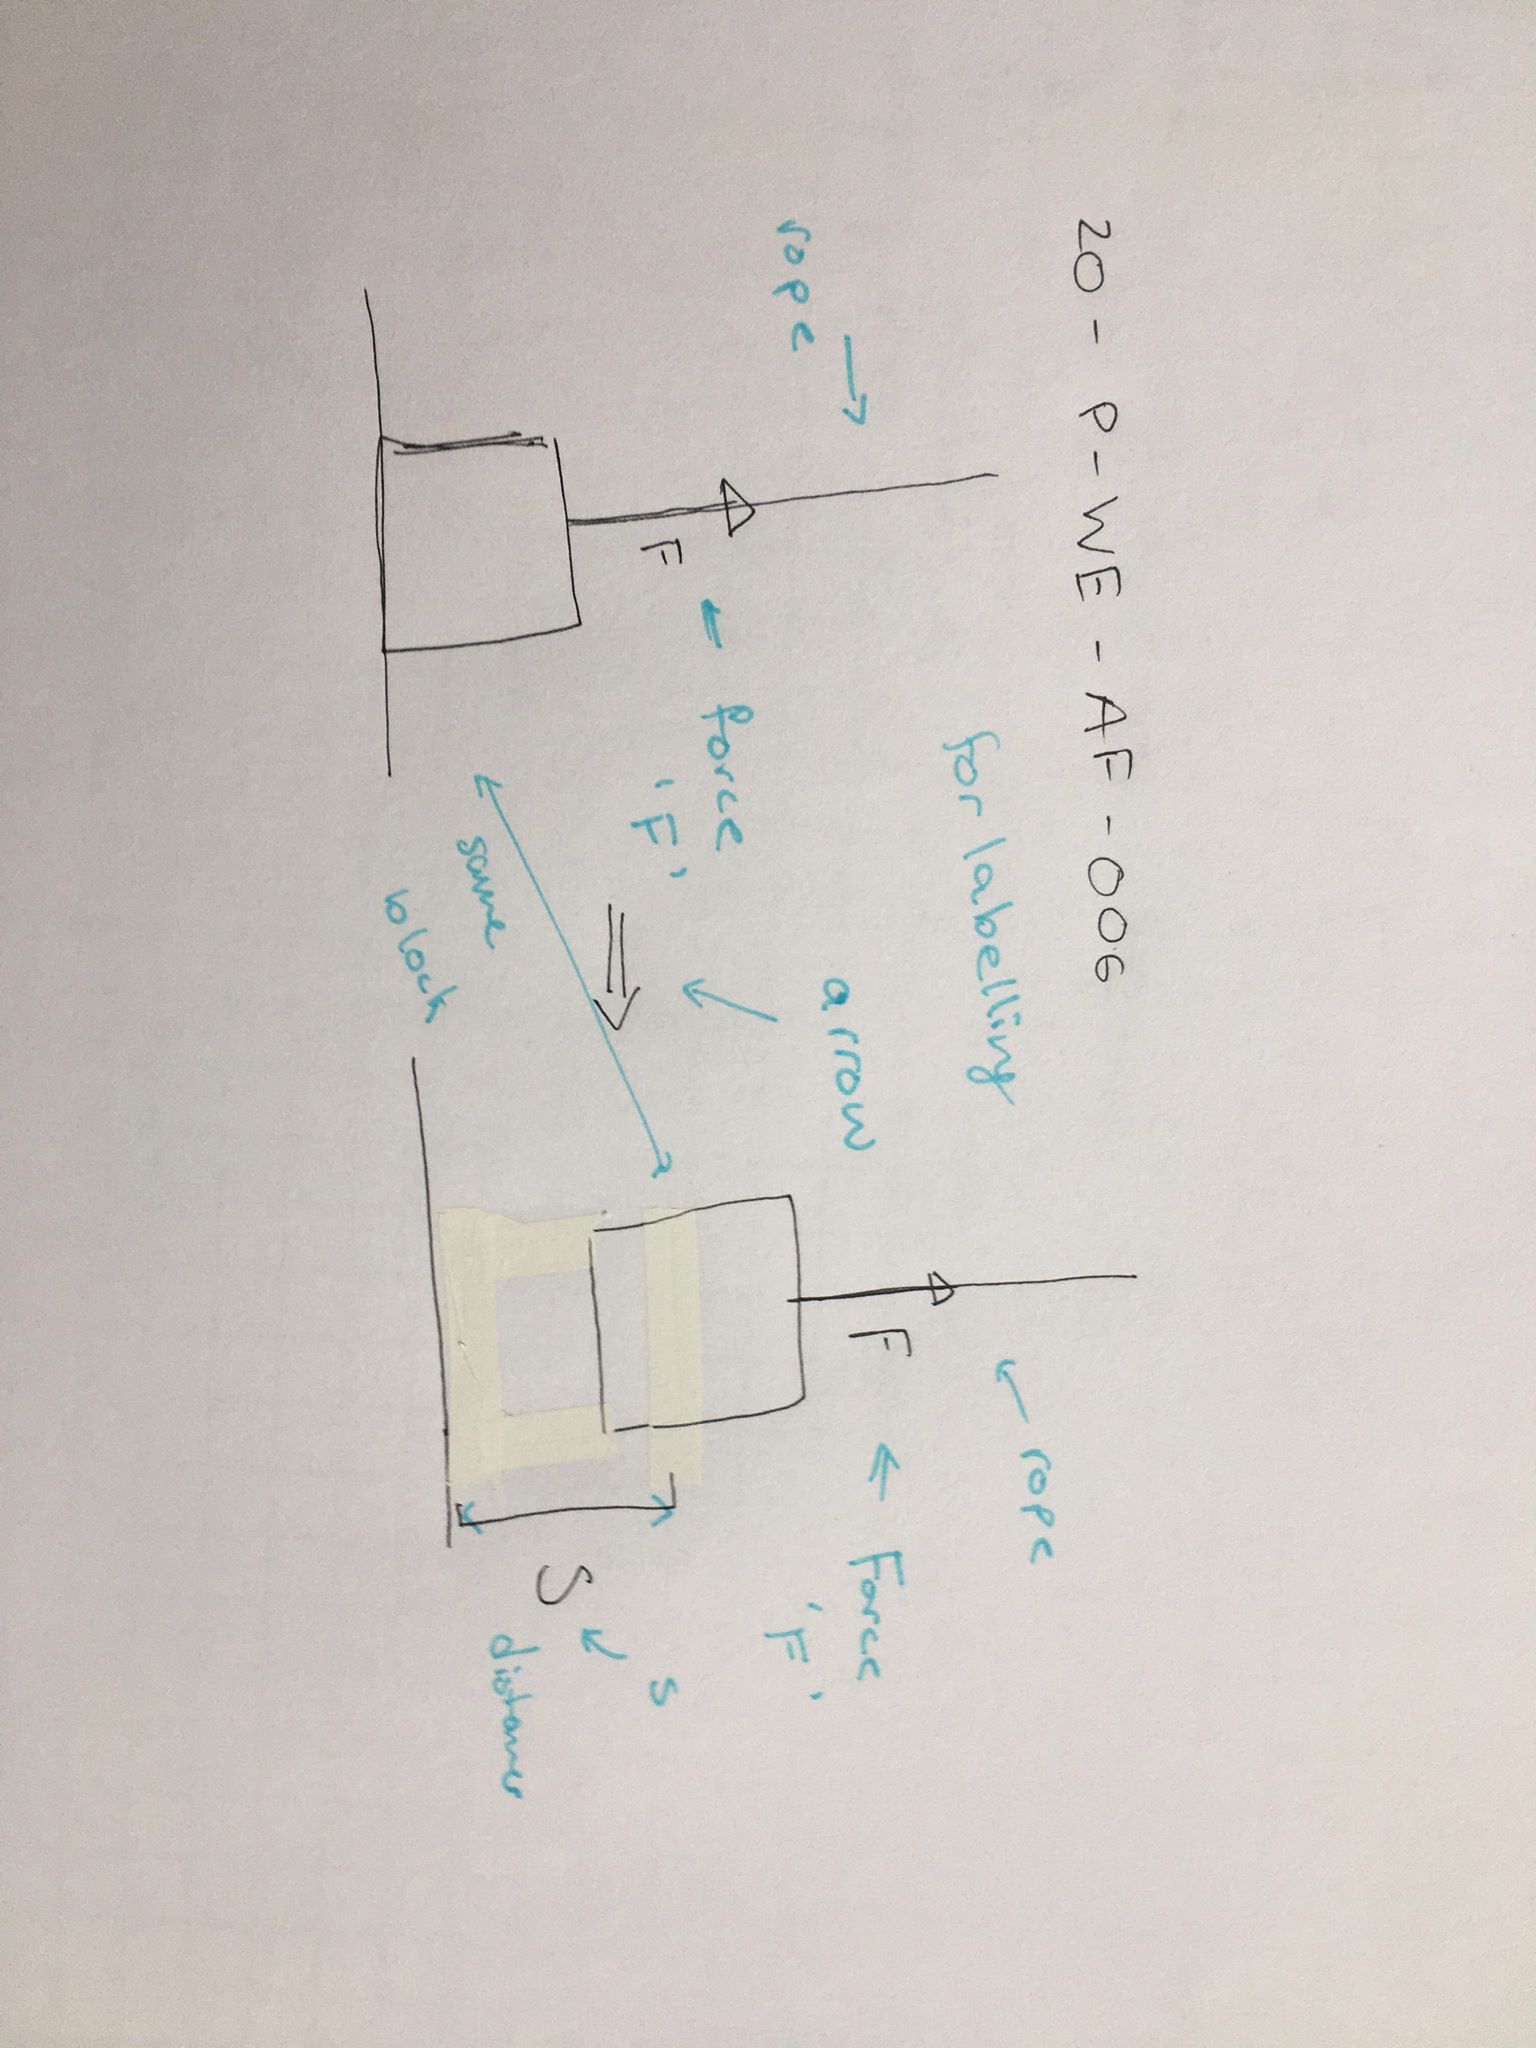 20 - P - WE - AF - 006
for labelling
rope
rope
arrow
F
Force
'F'
force
'F'
F
s
S
distance
same
block